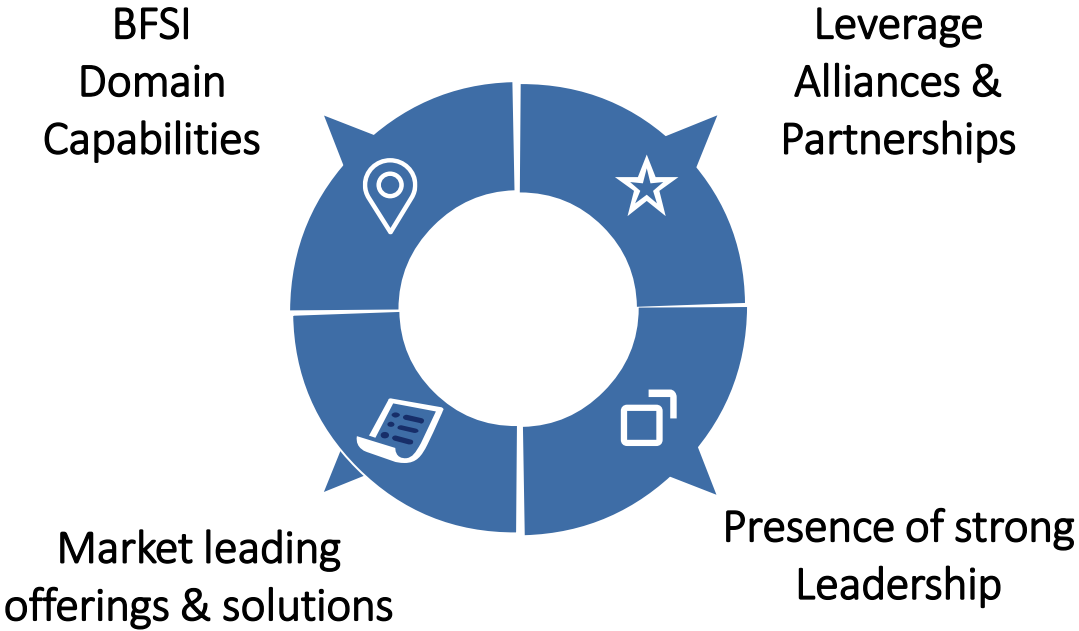 BFSI
Domain
Capabilities
Leverage
Alliances &
Partnerships
Market leading
offerings & solutions
Presence of strong
Leadership